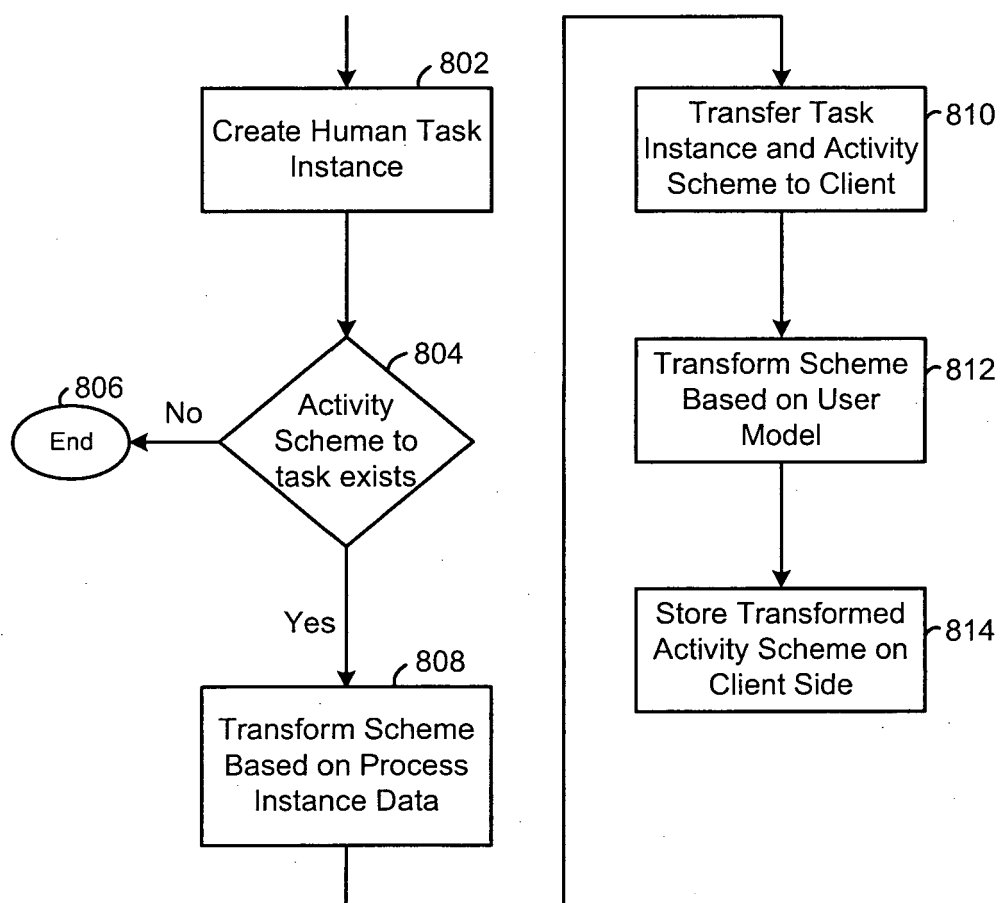 802
Create Human Task
Instance
804
Activity
Scheme to
task exists
806
End
No
Yes
808
Transform Scheme
Based on Process
Instance Data
810
Transfer Task
Instance and Activity
Scheme to Client
812
Transform Scheme
Based on User
Model
814
Store Transformed
Activity Scheme on
Client Side